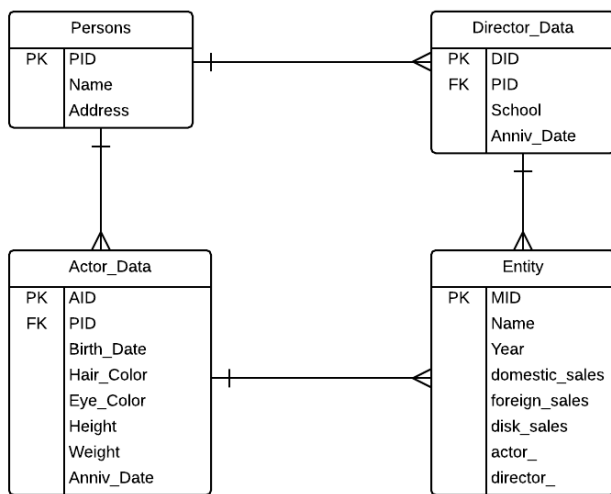 Persons
PK PID
Name
Address
Director_Data
PK DID
FK PID
School
Anniv_Date
Actor_Data
PK AID
FK PID
Birth_Date
Hair_Color
Eye_Color
Height
Weight
Anniv_Date
Entity
PK MID
Name
Year
domestic_sales
foreign_sales
disk_sales
actor_
director_